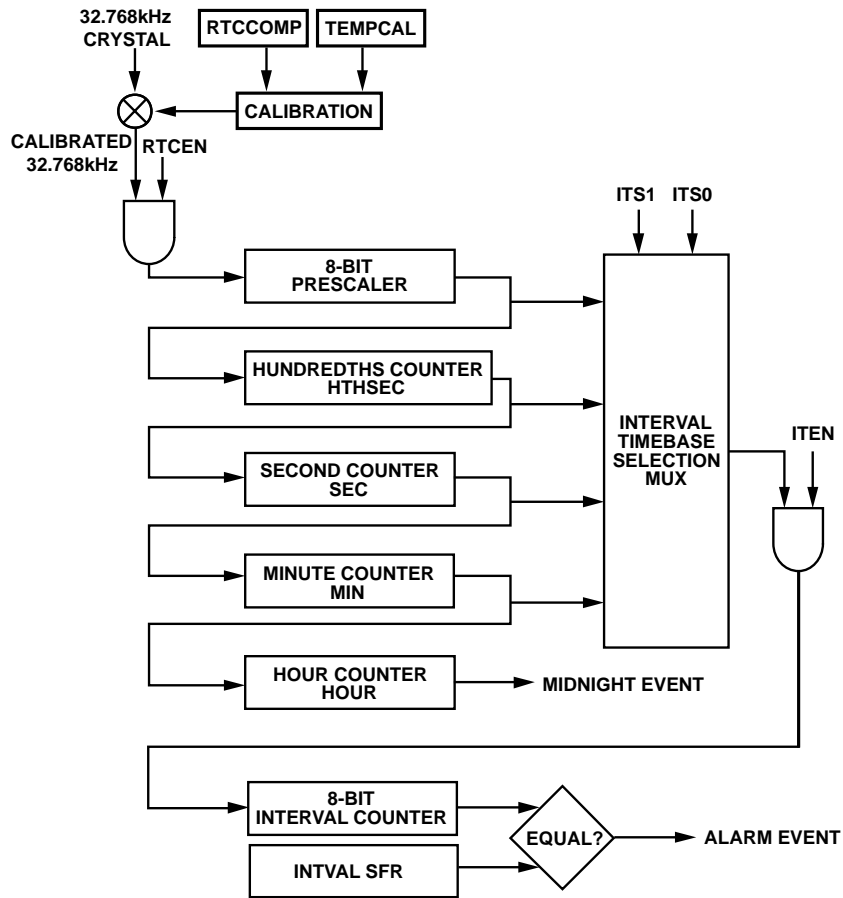 32.768kHz
CRYSTAL
RTCCOMP
TEMPCAL
CALIBRATION
CALIBRATED
32.768kHz
RTCEN
ITS1
ITS0
8-BIT
PRESCALER
HUNDREDTHS COUNTER
HTHSEC
SECOND COUNTER
SEC
MINUTE COUNTER
MIN
HOUR COUNTER
HOUR
MIDNIGHT EVENT
INTERVAL
TIMEBASE
SELECTION
MUX
ITEN
8-BIT
INTERVAL COUNTER
INTVAL SFR
EQUAL?
ALARM EVENT